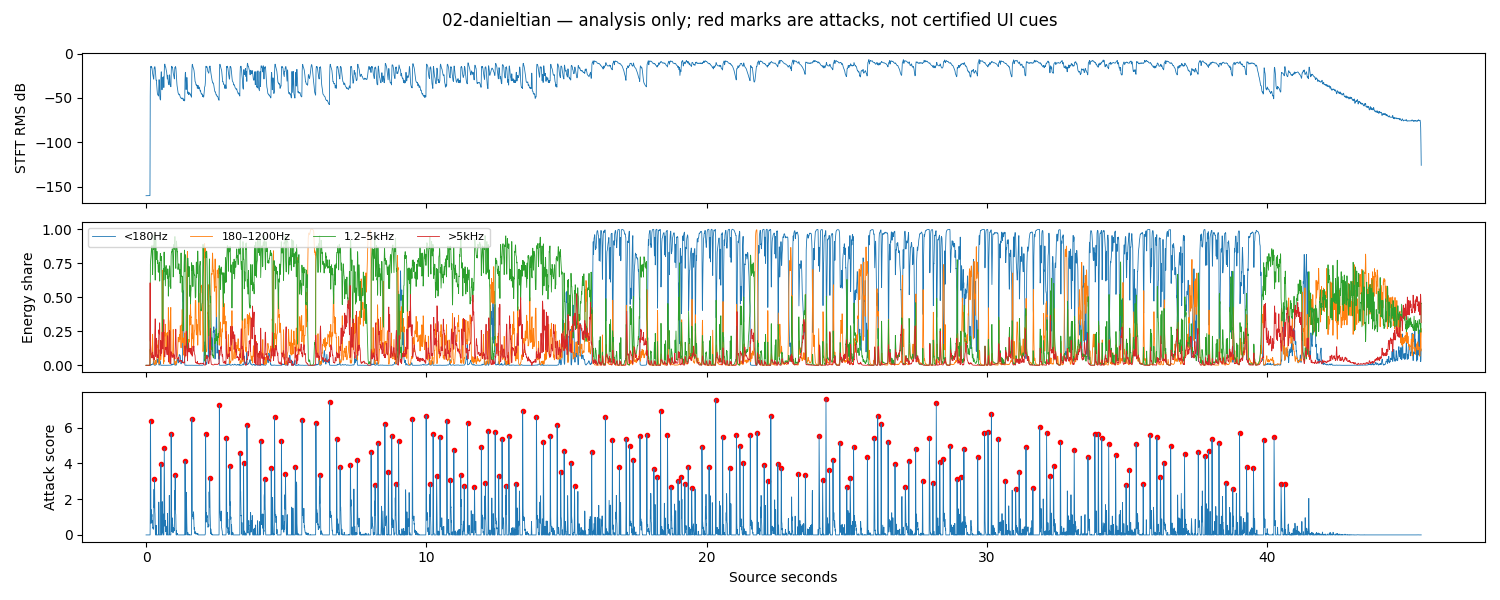 02-danieltian — analysis only; red marks are attacks, not certified UI cues
STFT RMS dB
0
−50
−100
−150
Energy share
1.00
0.75
0.50
0.25
0.00
<180Hz 180–1200Hz 1.2–5kHz >5kHz
Attack score
6
4
2
0
0 10 20 30 40
Source seconds